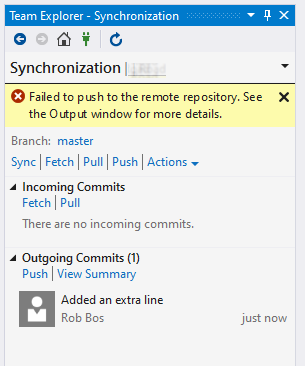 Team Explorer - Synchronization
Synchronization |
Failed to push to the remote repository. See
the Output window for more details.
Branch: master
Sync | Fetch | Pull | Push | Actions
Incoming Commits
Fetch | Pull
There are no incoming commits.
Outgoing Commits (1)
Push | View Summary
Added an extra line
Rob Bos just now